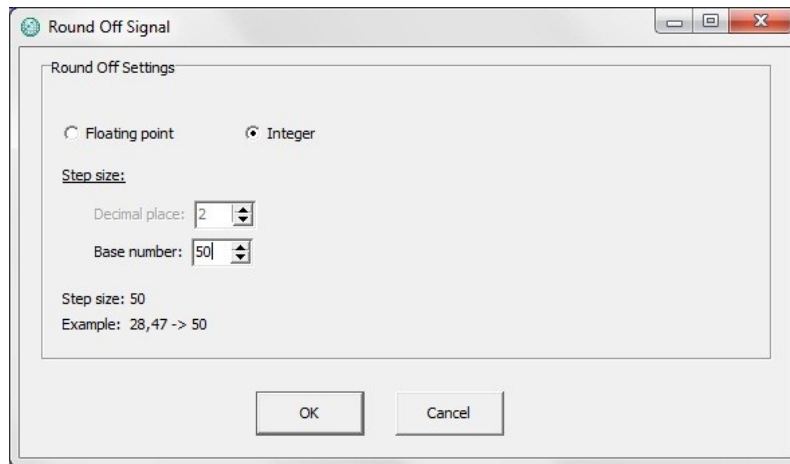 Round Off Signal
Round Off Settings
Floating point Integer
Step size:
Decimal place: 2
Base number: 50
Step size: 50
Example: 28,47 -> 50
OK Cancel